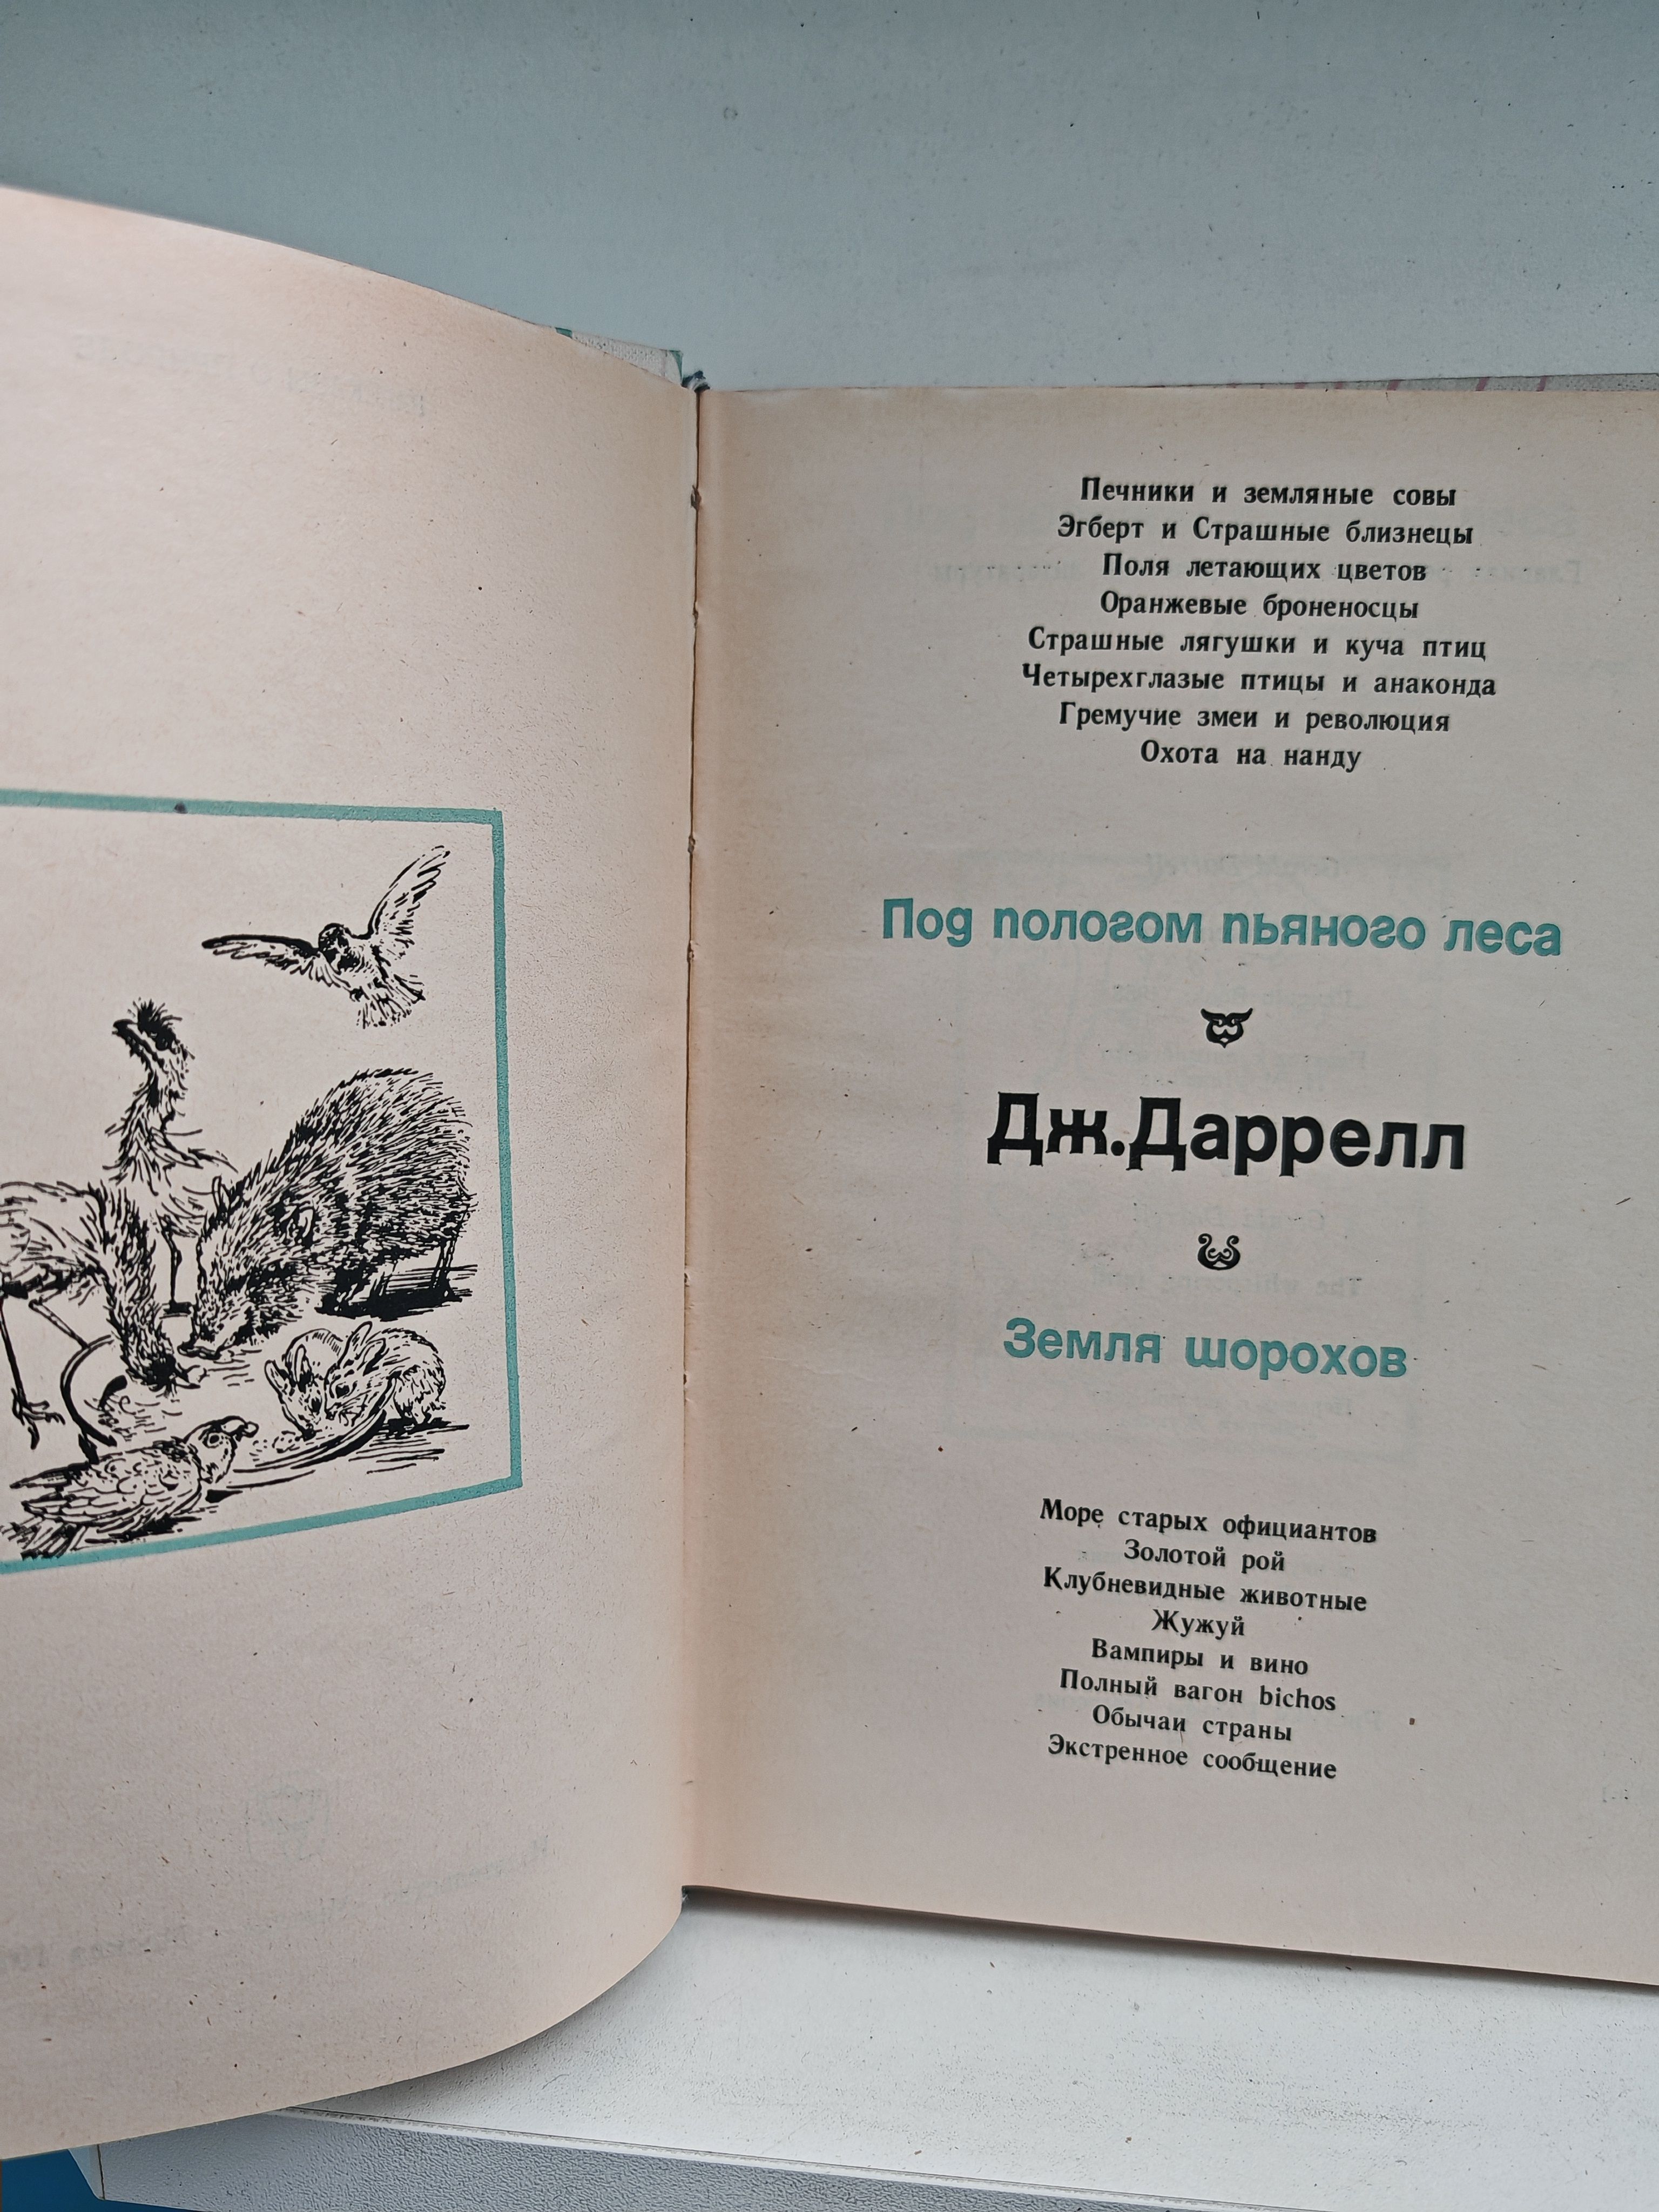 Печники и земляные совы
Эгберт и Страшные близнецы
Поля летающих цветов
Оранжевые броненосцы
Страшные лягушки и куча птиц
Четырехглазые птицы и анаконда
Гремучие змеи и революция
Охота на нанду
Под пологом пьяного леса
Дж.Даррелл
Земля шорохов
Море старых официантов
Золотой рой
Клубневидные животные
Жужуй
Вампиры и вино
Полный вагон bichos
Обычаи страны
Экстренное сообщение